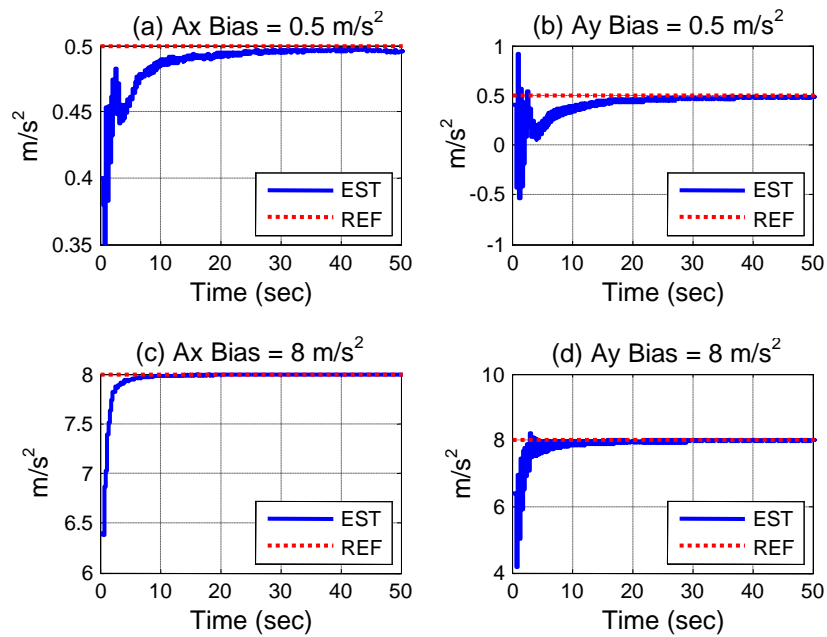 (a) Ax Bias = 0.5 m/s²
0.5
0.45
0.4
0.35
m/s²
EST
REF
0 10 20 30 40 50
Time (sec)
(b) Ay Bias = 0.5 m/s²
1
0.5
0
-0.5
-1
m/s²
EST
REF
0 10 20 30 40 50
Time (sec)
(c) Ax Bias = 8 m/s²
8
7.5
7
6.5
6
m/s²
EST
REF
0 10 20 30 40 50
Time (sec)
(d) Ay Bias = 8 m/s²
10
8
6
4
m/s²
EST
REF
0 10 20 30 40 50
Time (sec)